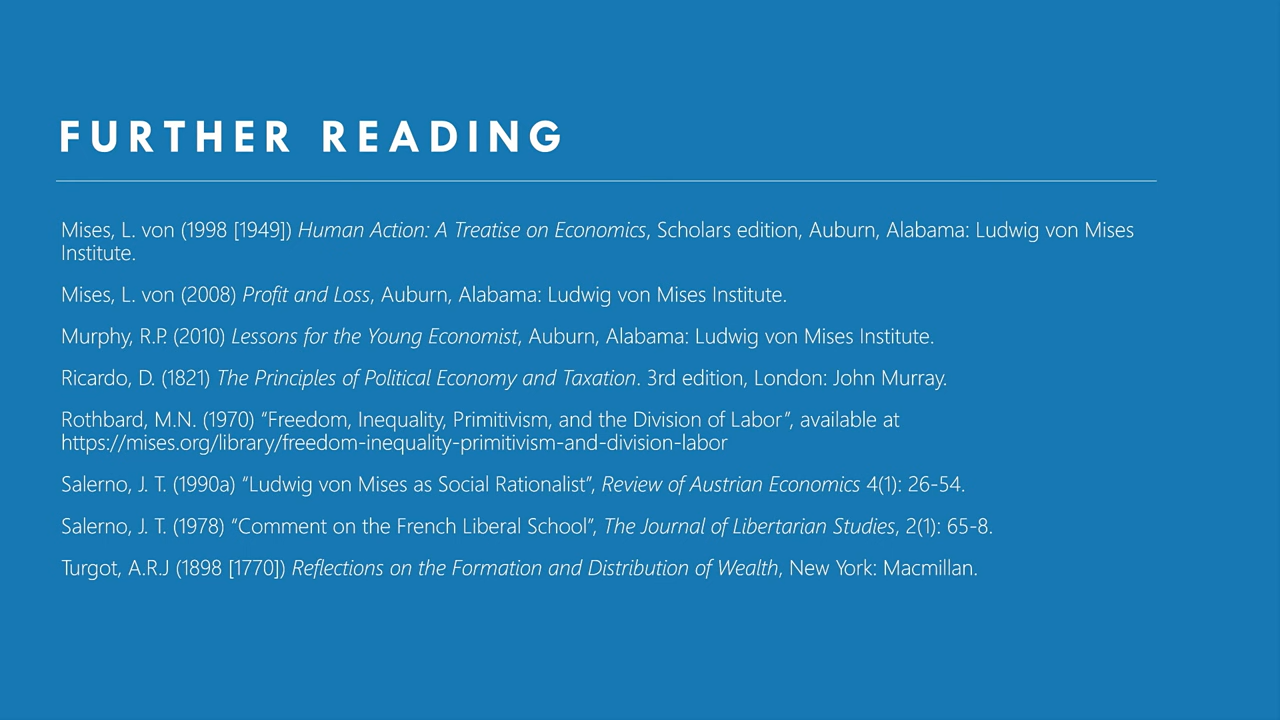 FURTHER READING
Mises, L. von (1998 [1949]) Human Action: A Treatise on Economics, Scholars edition, Auburn, Alabama: Ludwig von Mises
Institute.
Mises, L. von (2008) Profit and Loss, Auburn, Alabama: Ludwig von Mises Institute.
Murphy, R.P. (2010) Lessons for the Young Economist, Auburn, Alabama: Ludwig von Mises Institute.
Ricardo, D. (1821) The Principles of Political Economy and Taxation. 3rd edition, London: John Murray.
Rothbard, M.N. (1970) “Freedom, Inequality, Primitivism, and the Division of Labor”, available at
https://mises.org/library/freedom-inequality-primitivism-and-division-labor
Salerno, J. T. (1990a) “Ludwig von Mises as Social Rationalist”, Review of Austrian Economics 4(1): 26-54.
Salerno, J. T. (1978) “Comment on the French Liberal School”, The Journal of Libertarian Studies, 2(1): 65-8.
Turgot, A.R.J (1898 [1770]) Reflections on the Formation and Distribution of Wealth, New York: Macmillan.